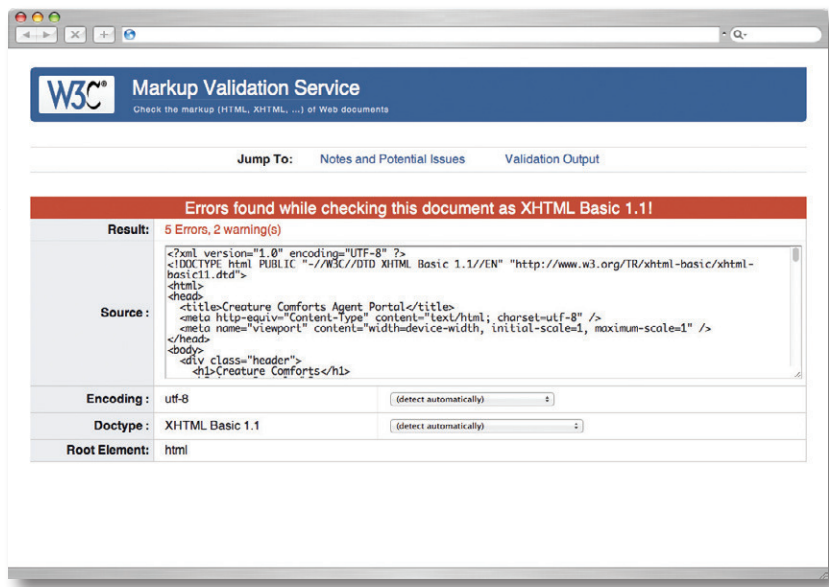 W3C®
Markup Validation Service
Check the markup (HTML, XHTML, ...) of Web documents
Jump To: Notes and Potential Issues Validation Output
Errors found while checking this document as XHTML Basic 1.1!
Result: 5 Errors, 2 warning(s)
Source :
<?xml version="1.0" encoding="UTF-8" ?>
<!DOCTYPE html PUBLIC "-//W3C//DTD XHTML Basic 1.1//EN" "http://www.w3.org/TR/xhtml-basic/xhtml-
basic11.dtd">
<html>
<head>
<title>Creature Comforts Agent Portal</title>
<meta http-equiv="Content-Type" content="text/html; charset=utf-8" />
<meta name="viewport" content="width=device-width, initial-scale=1, maximum-scale=1" />
</head>
<body>
<div class="header">
<h1>Creature Comforts</h1>
Encoding : utf-8 (detect automatically)
Doctype : XHTML Basic 1.1 (detect automatically)
Root Element: html